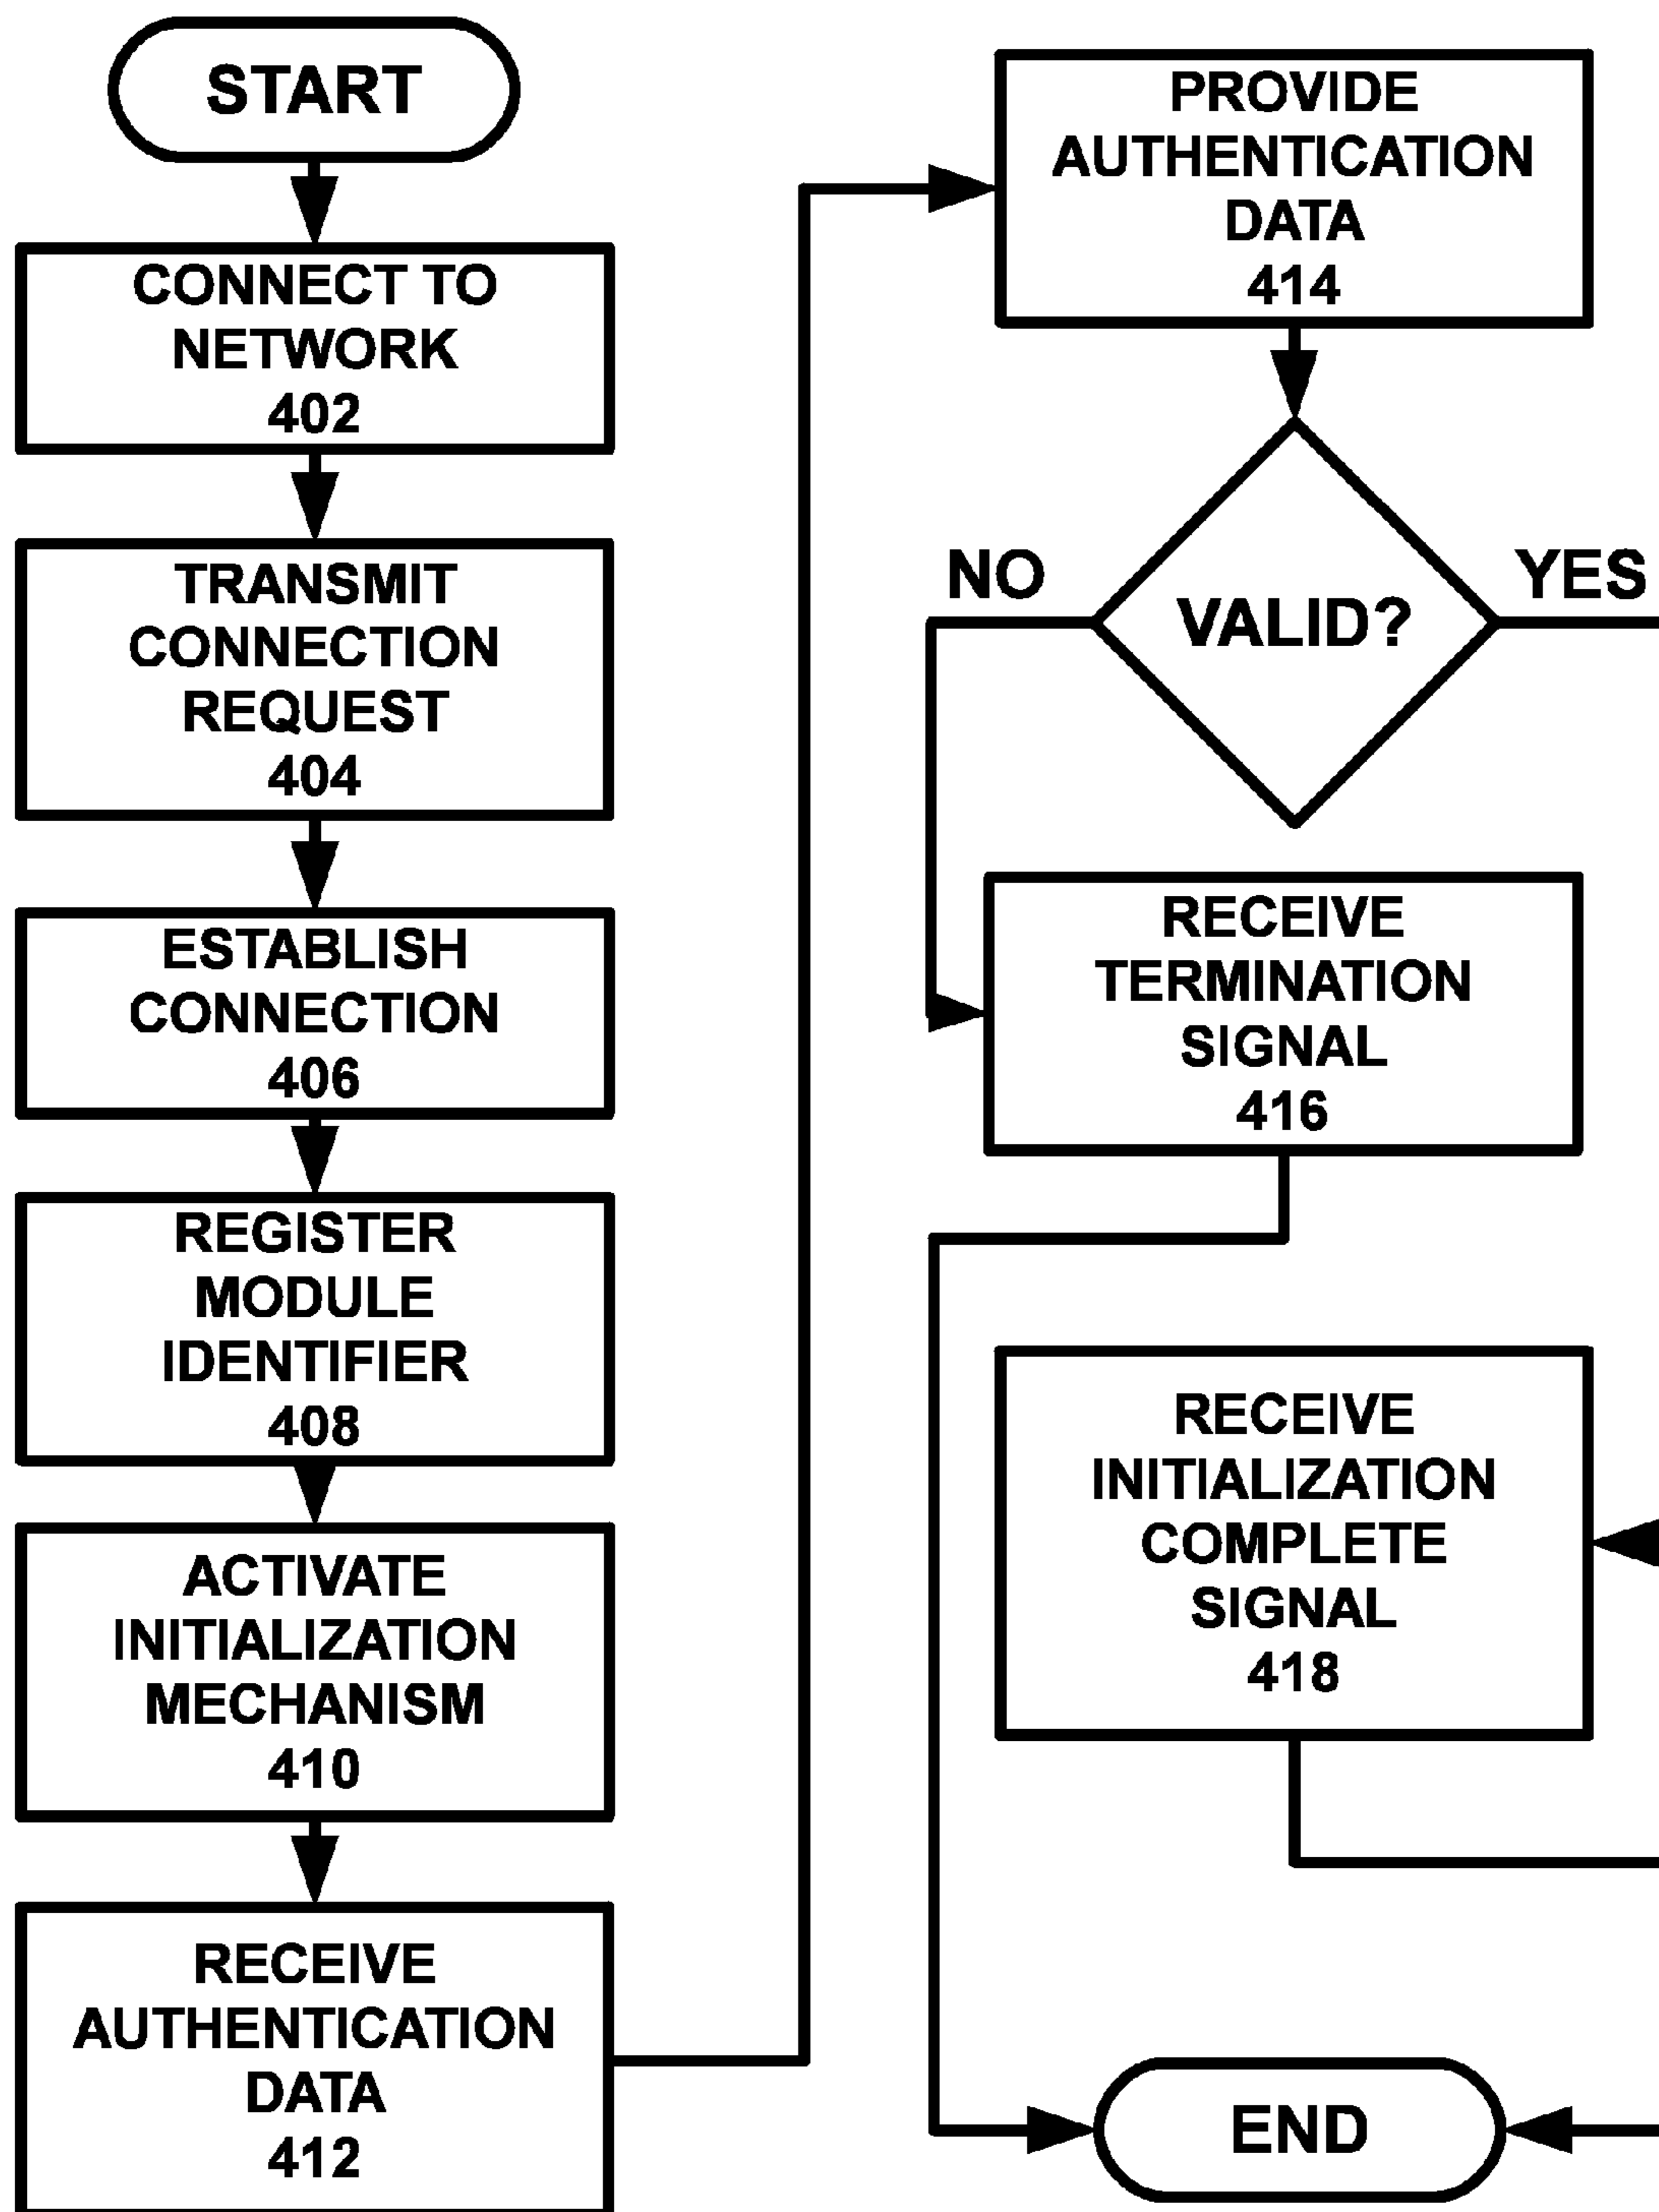 START
CONNECT TO
NETWORK
402
TRANSMIT
CONNECTION
REQUEST
404
ESTABLISH
CONNECTION
406
REGISTER
MODULE
IDENTIFIER
408
ACTIVATE
INITIALIZATION
MECHANISM
410
RECEIVE
AUTHENTICATION
DATA
412
PROVIDE
AUTHENTICATION
DATA
414
VALID?
NO
YES
RECEIVE
TERMINATION
SIGNAL
416
RECEIVE
INITIALIZATION
COMPLETE
SIGNAL
418
END